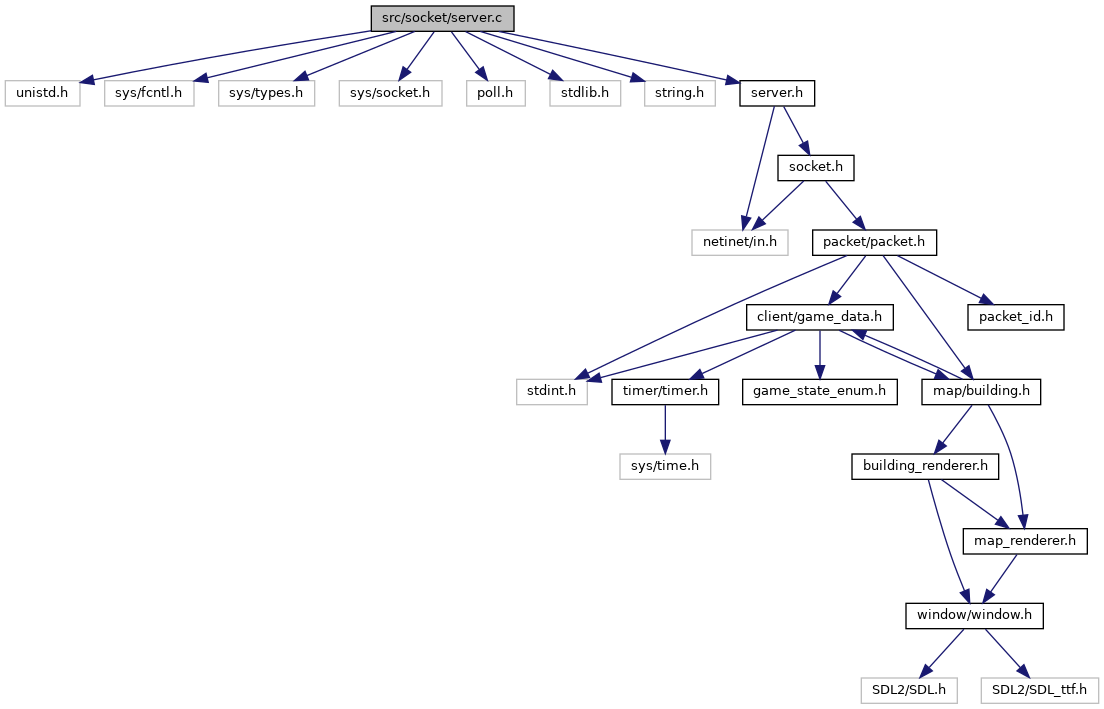 src/socket/server.c
unistd.h
sys/fcntl.h
sys/types.h
sys/socket.h
poll.h
stdlib.h
string.h
server.h
socket.h
netinet/in.h
packet/packet.h
client/game_data.h
packet_id.h
stdint.h
timer/timer.h
game_state_enum.h
map/building.h
sys/time.h
building_renderer.h
map_renderer.h
window/window.h
SDL2/SDL.h
SDL2/SDL_ttf.h